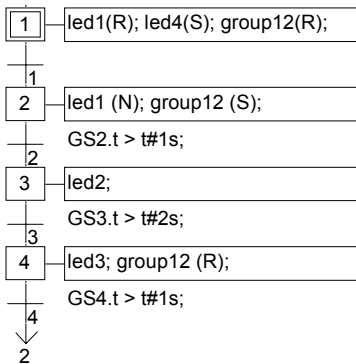 1 led1(R); led4(S); group12(R);
1
2 led1 (N); group12 (S);
GS2.t > t#1s;
2
3 led2;
GS3.t > t#2s;
3
4 led3; group12 (R);
GS4.t > t#1s;
4
2